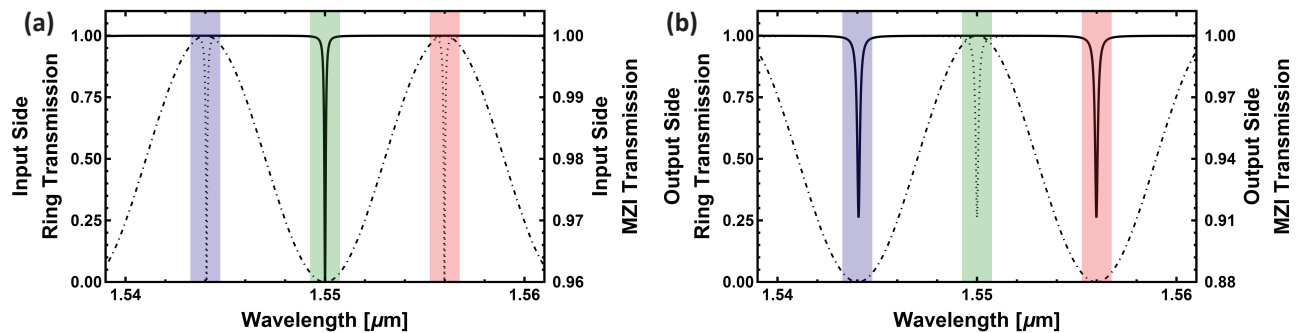 (a)
Input Side
Ring Transmission
1.00
0.75
0.50
0.25
0.00
1.54
1.55
1.56
Wavelength [μm]
1.00
0.99
0.98
0.97
0.96
Input Side
MZI Transmission
(b)
Output Side
Ring Transmission
1.00
0.75
0.50
0.25
0.00
1.54
1.55
1.56
Wavelength [μm]
1.00
0.97
0.94
0.91
0.88
Output Side
MZI Transmission